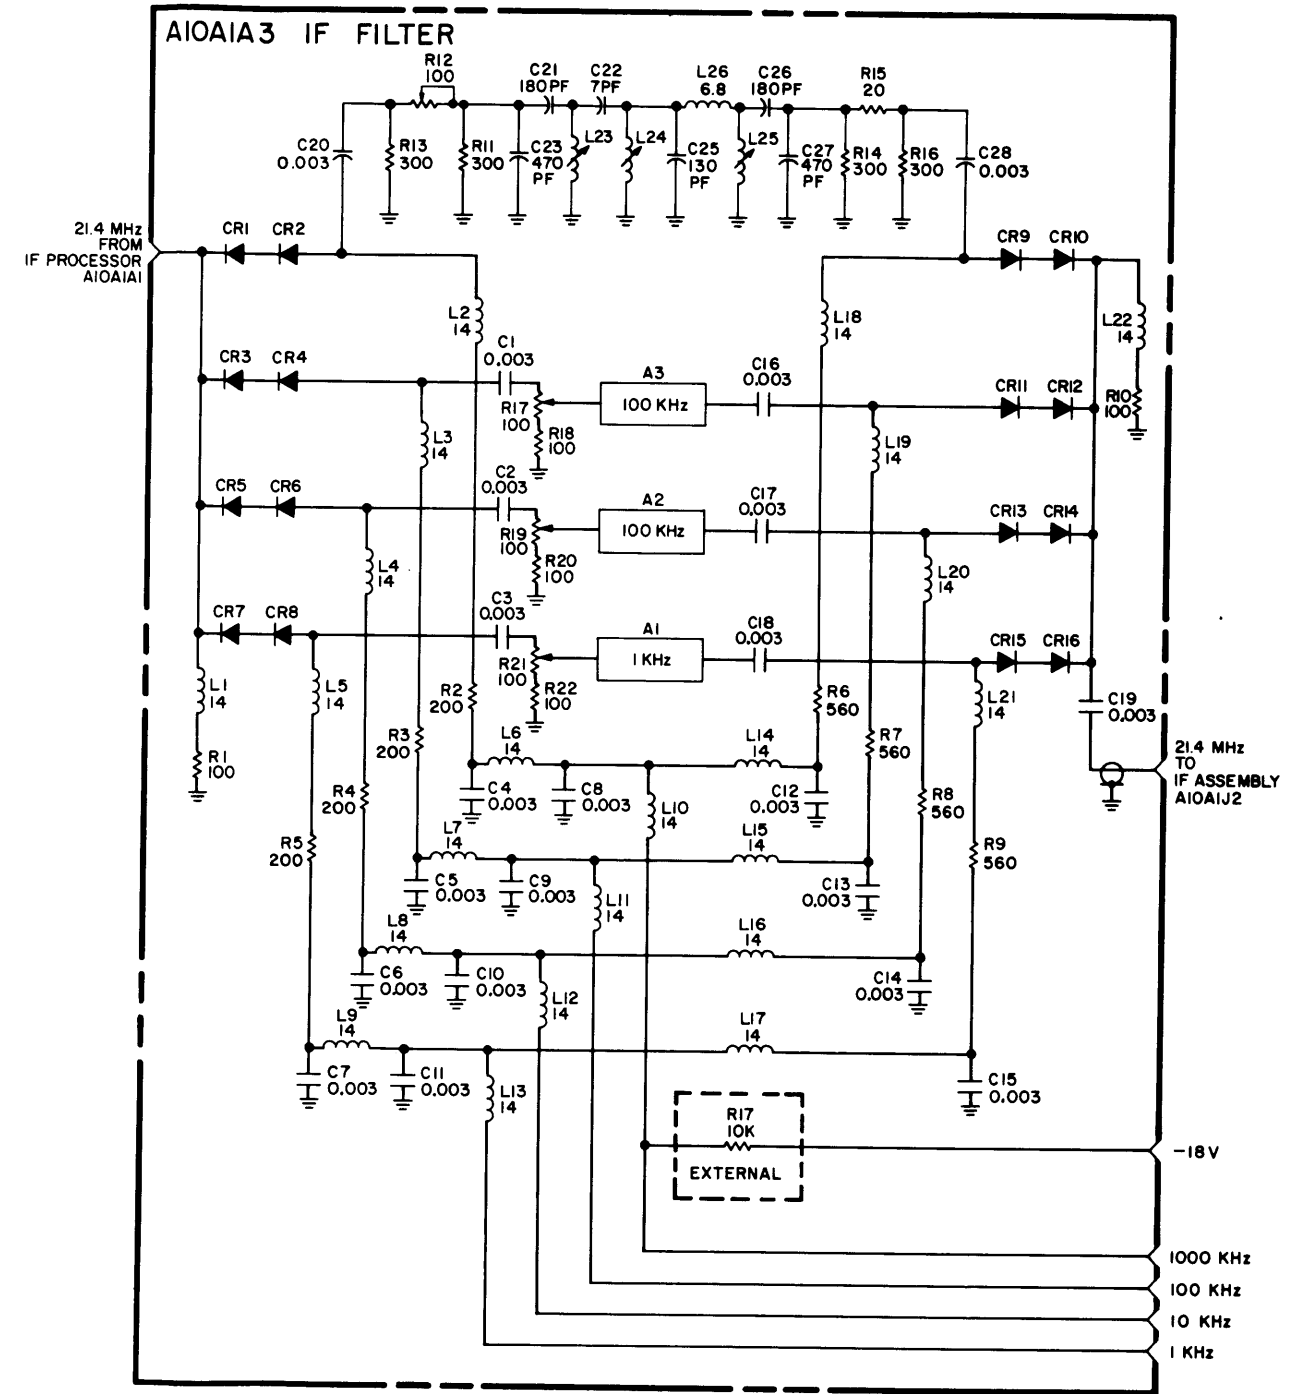 A10A1A3 IF FILTER
R12
100
C21
180PF
C22
7PF
L26
6.8
C26
180PF
R15
20
C20
0.003
R13
300
R11
300
C23
470
PF
L23
L24
C25
130
PF
L25
C27
470
PF
R14
300
R16
300
C28
0.003
21.4 MHz
FROM
IF PROCESSOR
A10A1A1
CR1
CR2
CR9
CR10
L2
14
L18
14
L22
14
CR3
CR4
C1
0.003
A3
100 KHz
C16
0.003
CR11
CR12
R10
100
R17
100
R18
100
L3
14
L19
14
CR5
CR6
C2
0.003
A2
100 KHz
C17
0.003
CR13
CR14
R19
100
R20
100
L4
14
L20
14
CR7
CR8
C3
0.003
A1
1 KHz
C18
0.003
CR15
CR16
R21
100
R22
100
L1
14
L5
14
R2
200
R6
560
L21
14
C19
0.003
R1
100
R3
200
L6
14
L14
14
R7
560
21.4 MHz
TO
IF ASSEMBLY
A10A1J2
R4
200
C4
0.003
C8
0.003
L10
14
C12
0.003
R8
560
R5
200
L7
14
L15
14
R9
560
C5
0.003
C9
0.003
L11
14
C13
0.003
L8
14
L16
14
C6
0.003
C10
0.003
L12
14
C14
0.003
L9
14
L17
14
C7
0.003
C11
0.003
L13
14
C15
0.003
R17
10K
EXTERNAL
-18V
1000 KHz
100 KHz
10 KHz
1 KHz